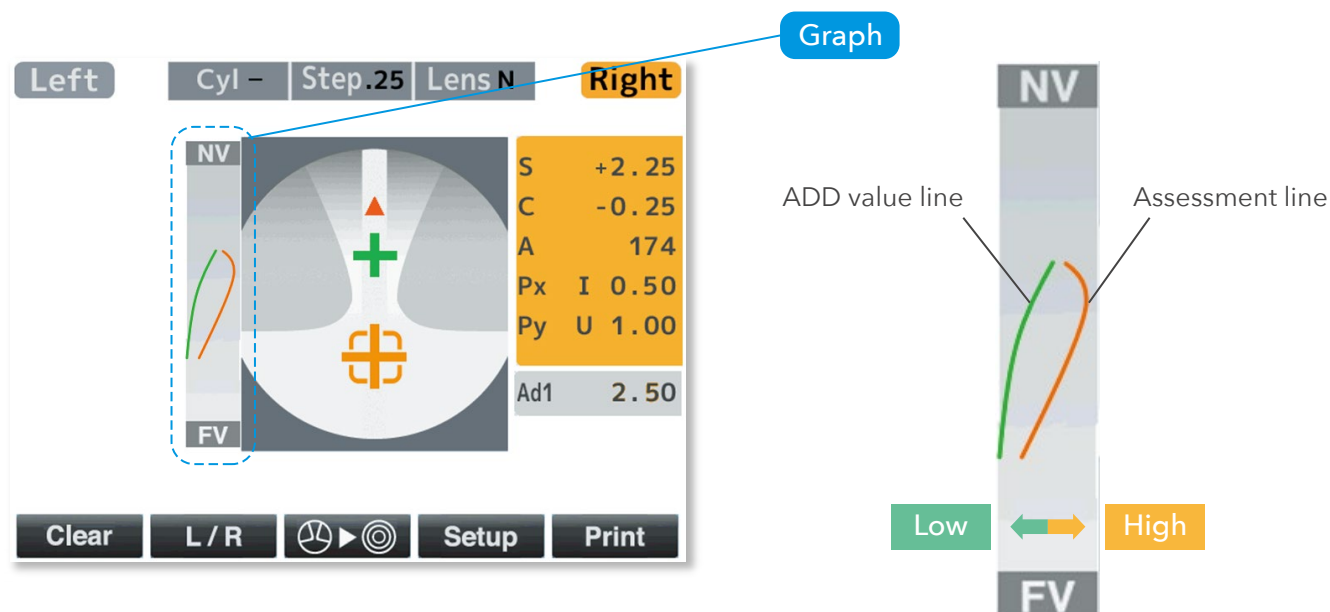 Graph
Left Cyl – Step.25 Lens N Right
NV
S +2.25
C -0.25
A 174
Px I 0.50
Py U 1.00
Ad1 2.50
FV
Clear L/R Setup Print
NV
ADD value line Assessment line
Low High
FV